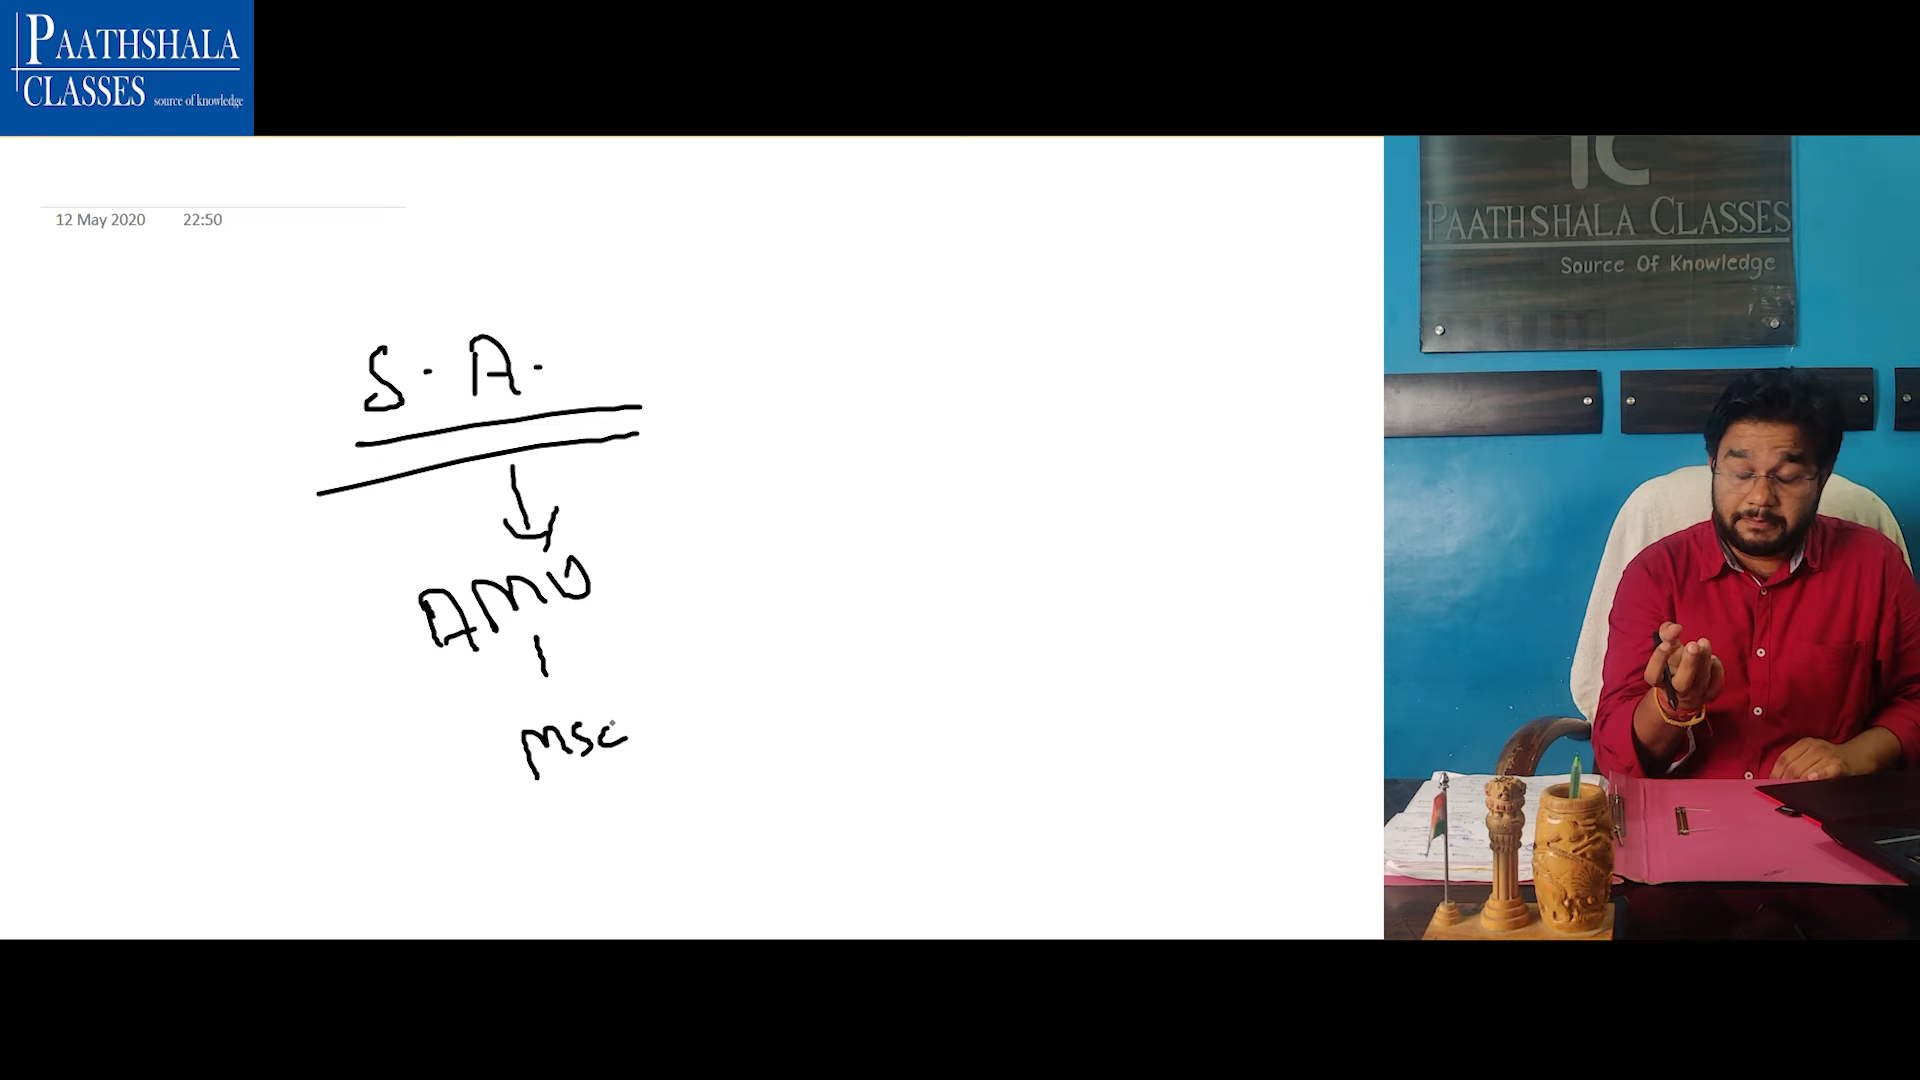 PAATHSHALA
CLASSES source of knowledge
12 May 2020 22:50
S. A.
AMU
MSC
PAATHSHALA CLASSES
Source Of Knowledge